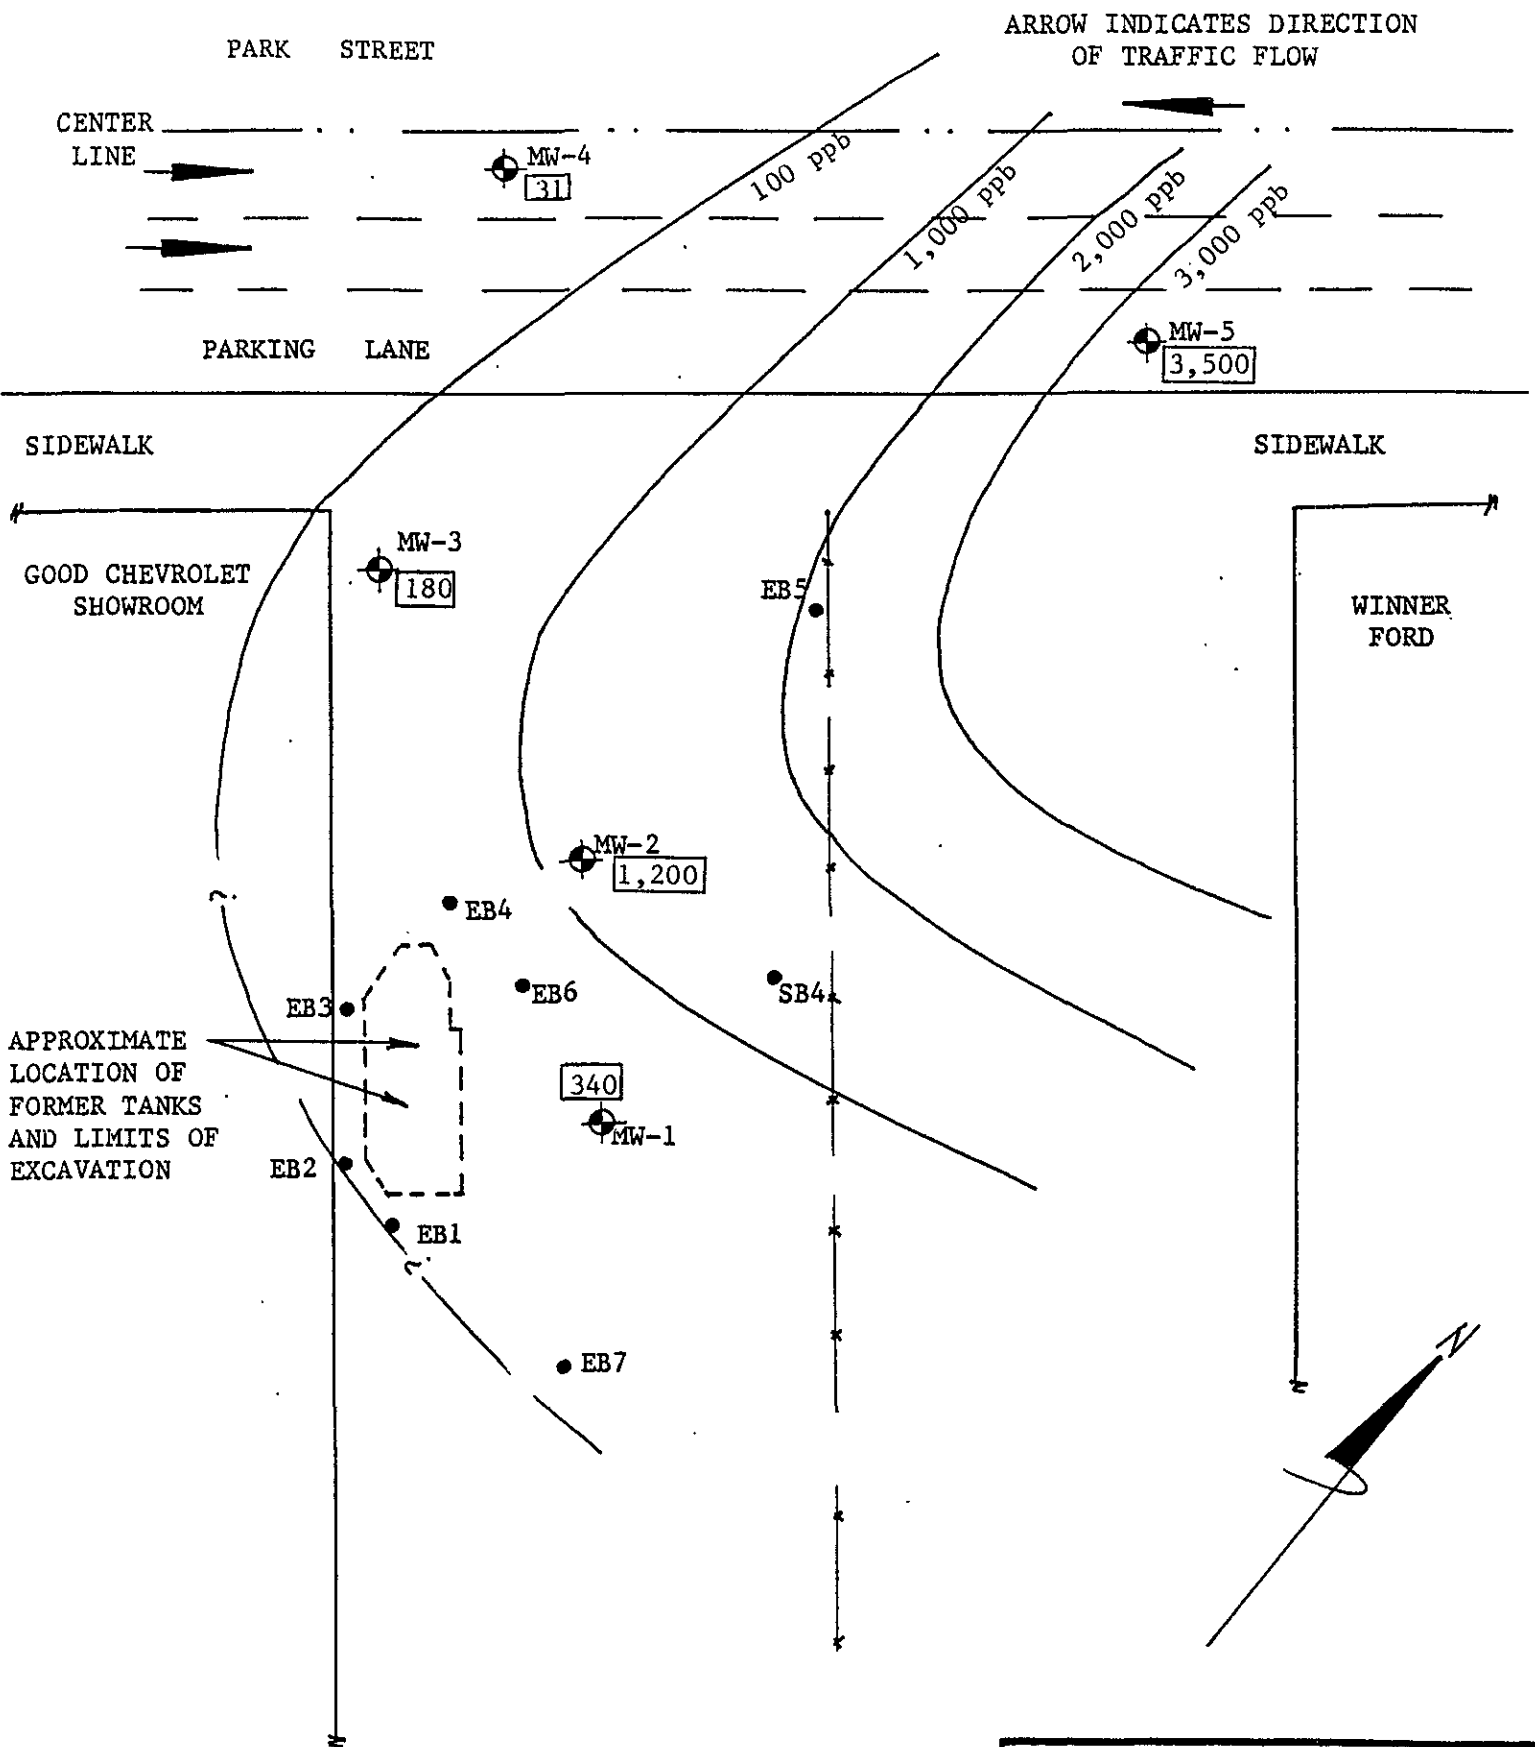 ARROW INDICATES DIRECTION
OF TRAFFIC FLOW
PARK STREET
CENTER
LINE
MW-4
31
100 ppb
1,000 ppb
2,000 ppb
3,000 ppb
PARKING LANE
MW-5
3,500
SIDEWALK
SIDEWALK
MW-3
180
GOOD CHEVROLET
SHOWROOM
EB5
WINNER
FORD
MW-2
1,200
?
EB4
EB6
SB4
EB3
APPROXIMATE
LOCATION OF
FORMER TANKS
AND LIMITS OF
EXCAVATION
340
MW-1
EB2
EB1
?
EB7
N